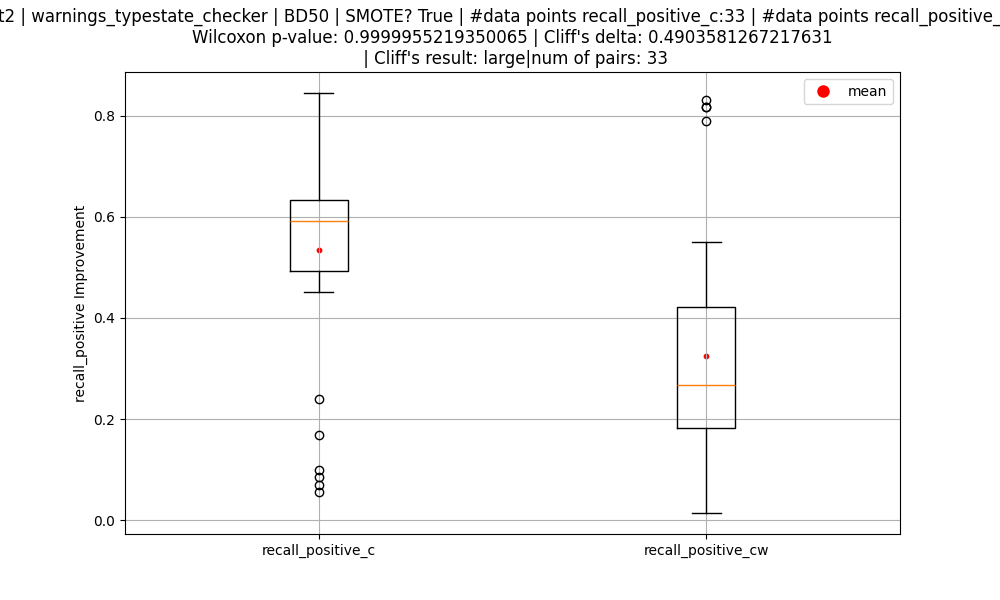 t2 | warnings_typestate_checker | BD50 | SMOTE? True | #data points recall_positive_c:33 | #data points recall_positive_
Wilcoxon p-value: 0.9999955219350065 | Cliff's delta: 0.4903581267217631
| Cliff's result: large|num of pairs: 33
mean
0.8
0.6
0.4
0.2
0.0
recall_positive Improvement
recall_positive_c
recall_positive_cw